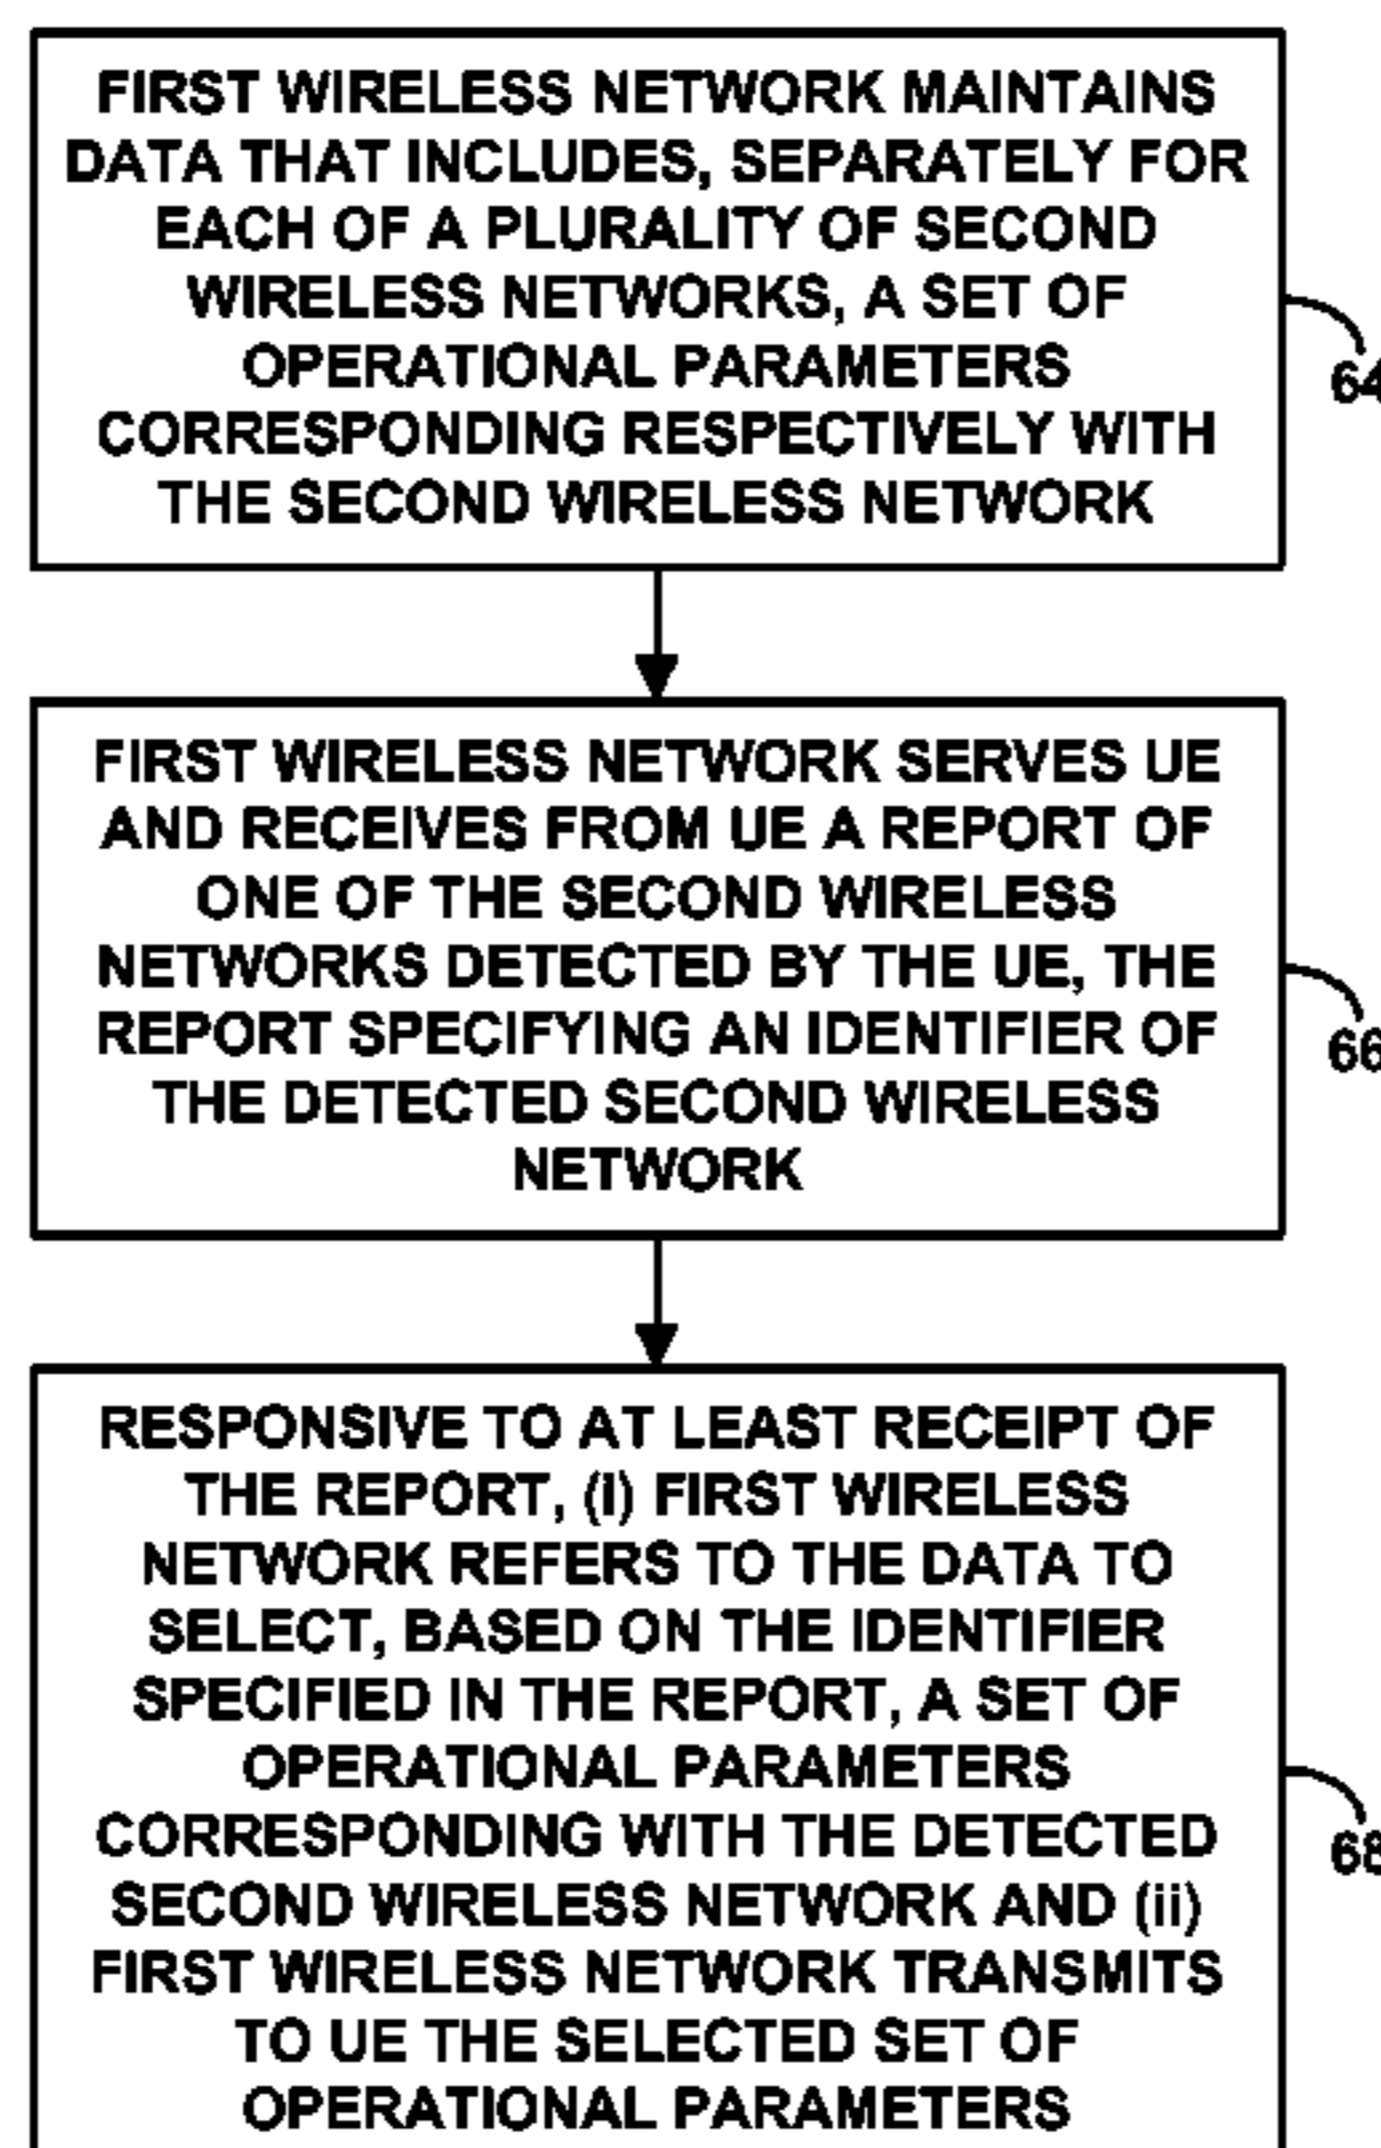 FIRST WIRELESS NETWORK MAINTAINS
DATA THAT INCLUDES, SEPARATELY FOR
EACH OF A PLURALITY OF SECOND
WIRELESS NETWORKS, A SET OF
OPERATIONAL PARAMETERS
CORRESPONDING RESPECTIVELY WITH
THE SECOND WIRELESS NETWORK
64
FIRST WIRELESS NETWORK SERVES UE
AND RECEIVES FROM UE A REPORT OF
ONE OF THE SECOND WIRELESS
NETWORKS DETECTED BY THE UE, THE
REPORT SPECIFYING AN IDENTIFIER OF
THE DETECTED SECOND WIRELESS
NETWORK
66
RESPONSIVE TO AT LEAST RECEIPT OF
THE REPORT, (I) FIRST WIRELESS
NETWORK REFERS TO THE DATA TO
SELECT, BASED ON THE IDENTIFIER
SPECIFIED IN THE REPORT, A SET OF
OPERATIONAL PARAMETERS
CORRESPONDING WITH THE DETECTED
SECOND WIRELESS NETWORK AND (ii)
FIRST WIRELESS NETWORK TRANSMITS
TO UE THE SELECTED SET OF
OPERATIONAL PARAMETERS
68